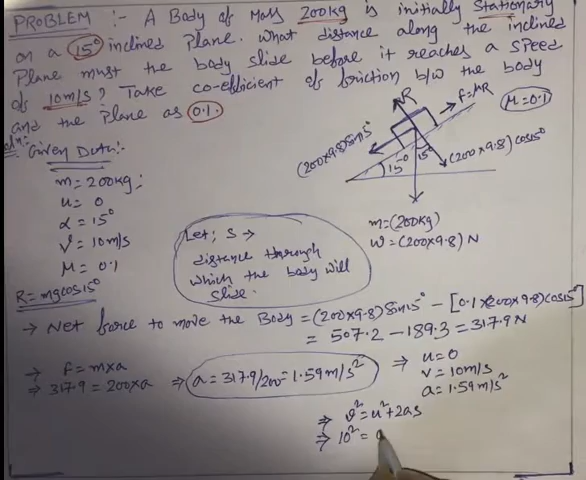 PROBLEM :- A Body of Mass 200kg is initially Stationary
on a 15° inclined Plane. What distance along the inclined
Plane must the body slide before it reaches a speed
of 10m/s? Take co-efficient of friction b/w the body
and the plane as 0.1.
Given Data:-
m = 200kg;
u = 0
α = 15°
V = 10m/s
μ = 0.1
R = mgcos15°
R
f=μR
μ = 0.1
(200×9.8)Sin15°
15°
15°
(200×9.8)cos15°
m=(200kg)
W=(200×9.8)N
Let; S →
distance through
which the body will
slide.
→ Net force to move the Body = (200×9.8)Sin15° - [0.1×(200×9.8)cos15°]
= 507.2 - 189.3 = 317.9N
→ F = m×a
⇒ 317.9 = 200×a ⇒ a = 317.9/200 = 1.59m/s²
⇒ u = 0
v = 10m/s
a = 1.59m/s²
⇒ v² = u² + 2as
⇒ 10² =